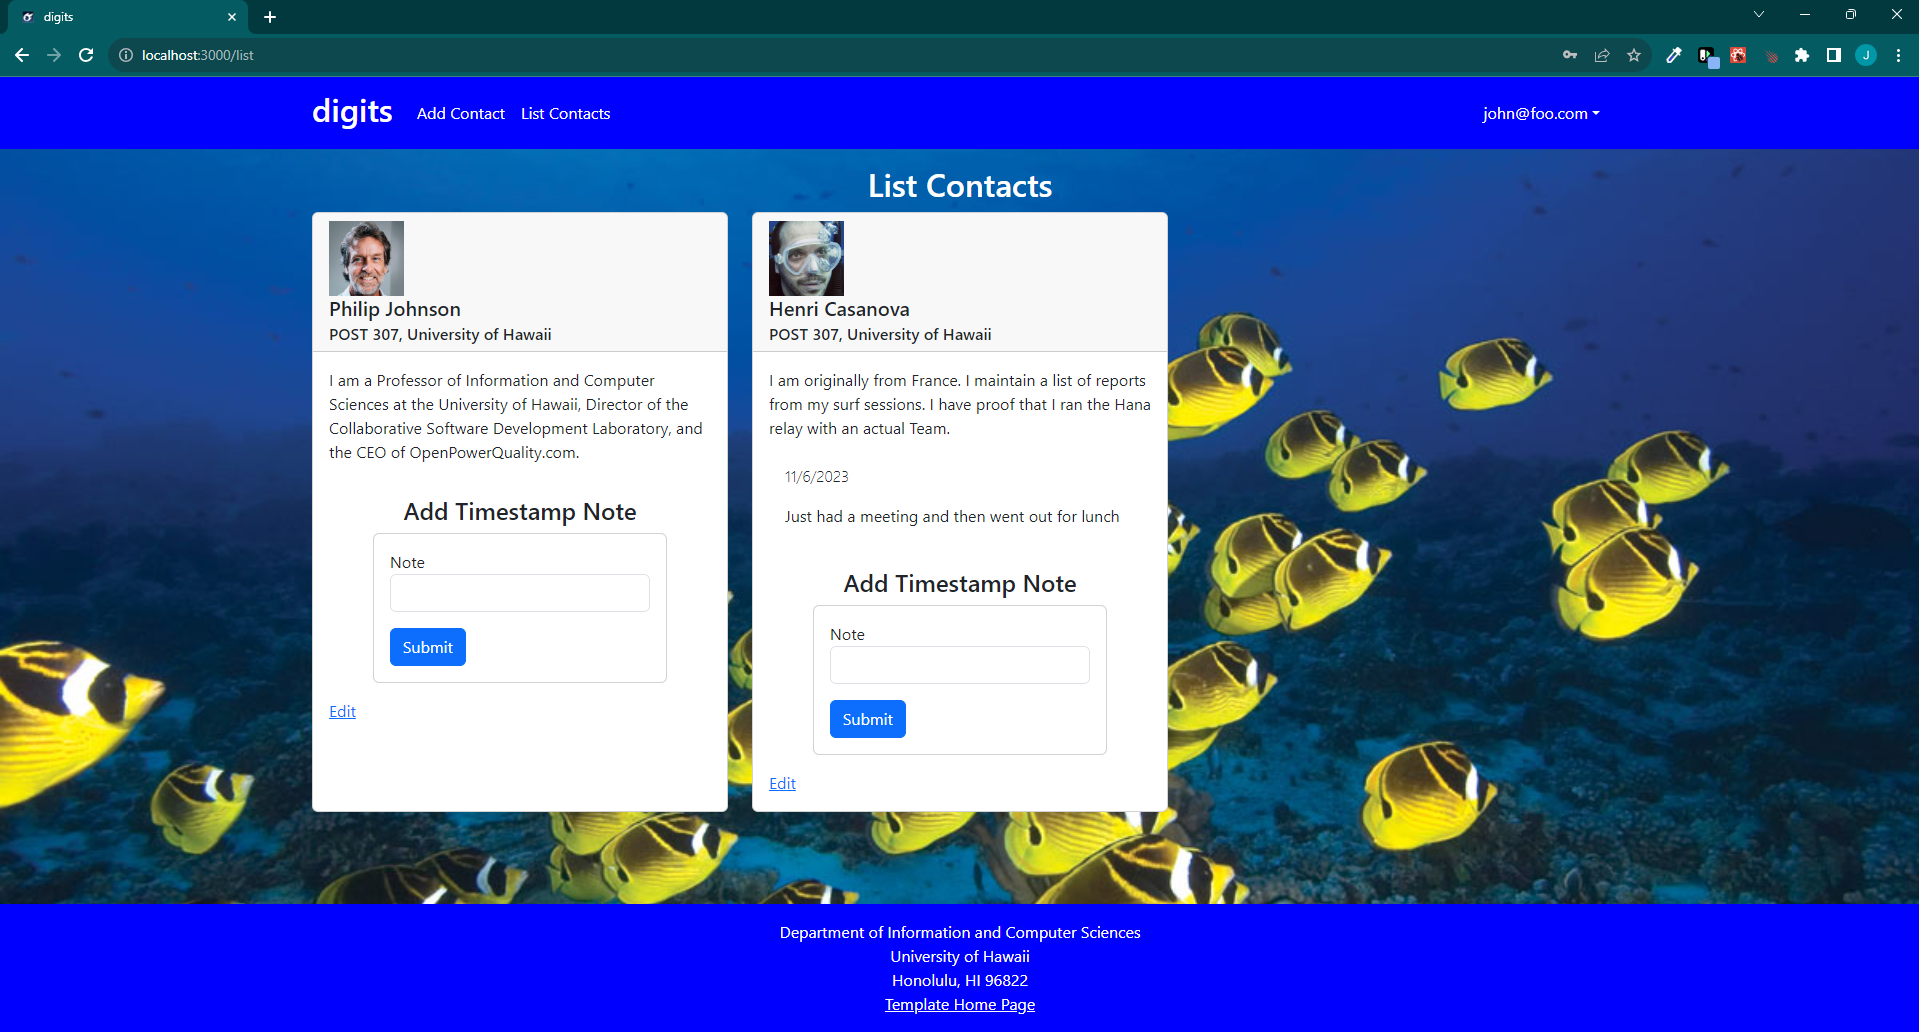 digits
localhost:3000/list
J
digits
Add Contact
List Contacts
john@foo.com
List Contacts
Philip Johnson
POST 307, University of Hawaii
I am a Professor of Information and Computer
Sciences at the University of Hawaii, Director of the
Collaborative Software Development Laboratory, and
the CEO of OpenPowerQuality.com.
Add Timestamp Note
Note
Submit
Edit
Henri Casanova
POST 307, University of Hawaii
I am originally from France. I maintain a list of reports
from my surf sessions. I have proof that I ran the Hana
relay with an actual Team.
11/6/2023
Just had a meeting and then went out for lunch
Add Timestamp Note
Note
Submit
Edit
Department of Information and Computer Sciences
University of Hawaii
Honolulu, HI 96822
Template Home Page